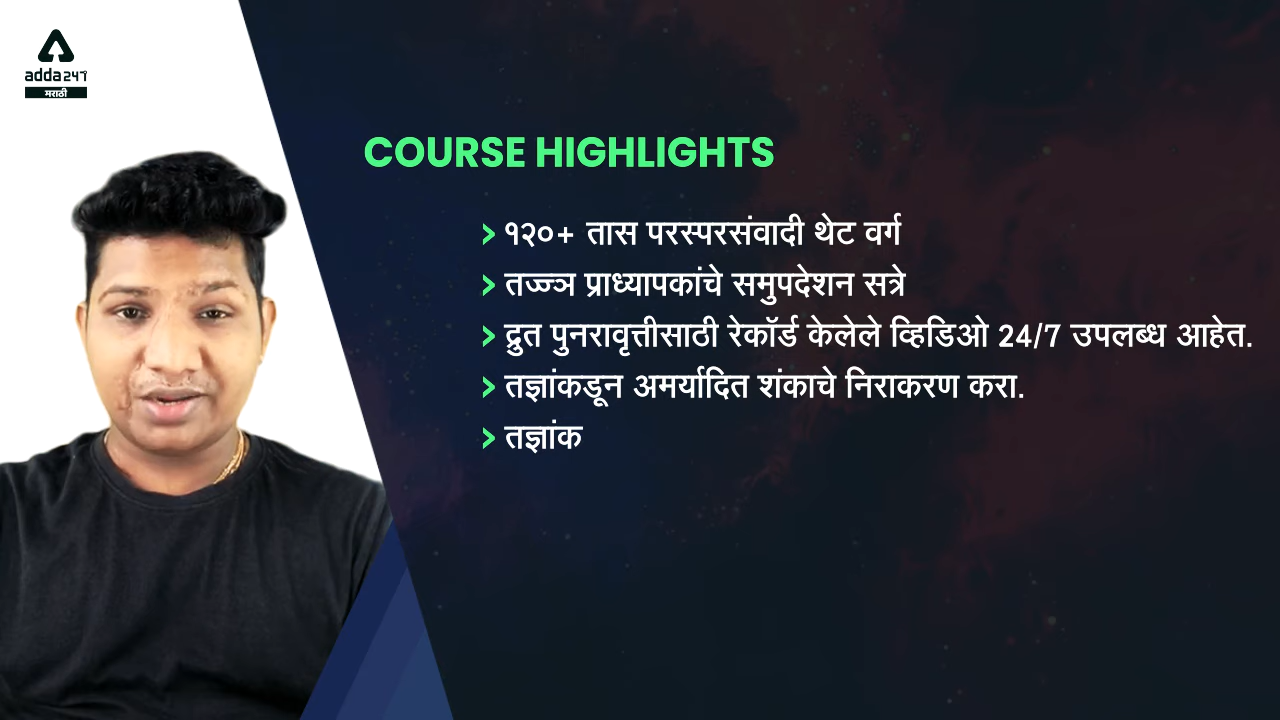 adda247
मराठी
COURSE HIGHLIGHTS
> १२०+ तास परस्परसंवादी थेट वर्ग
> तज्ज्ञ प्राध्यापकांचे समुपदेशन सत्रे
> द्रुत पुनरावृत्तीसाठी रेकॉर्ड केलेले व्हिडिओ 24/7 उपलब्ध आहेत.
> तज्ञांकडून अमर्यादित शंकाचे निराकरण करा.
> तज्ञांक